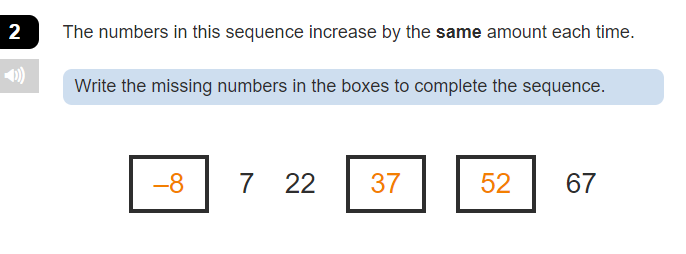 2 The numbers in this sequence increase by the same amount each time.
Write the missing numbers in the boxes to complete the sequence.
–8 7 22 37 52 67